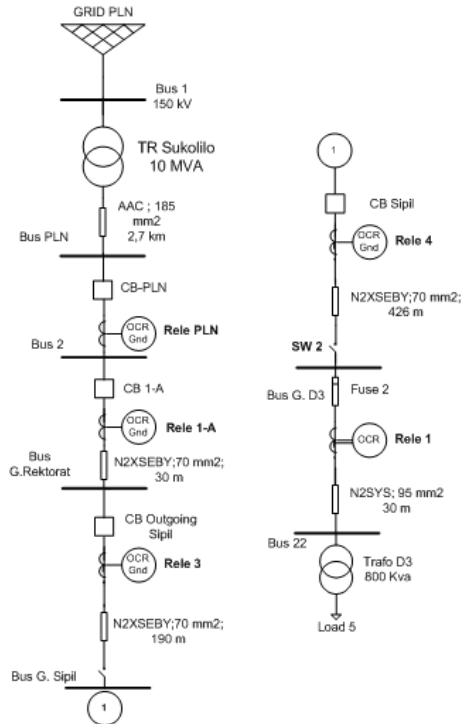 GRID PLN
Bus 1
150 kV
TR Sukolilo
10 MVA
AAC ; 185
mm2
2,7 km
Bus PLN
CB-PLN
OCR
Gnd
Rele PLN
Bus 2
CB 1-A
OCR
Gnd
Rele 1-A
Bus
G.Rektorat
N2XSEBY;70 mm2;
30 m
CB Outgoing
Sipil
OCR
Gnd
Rele 3
N2XSEBY;70 mm2;
190 m
Bus G. Sipil
1
1
CB Sipil
OCR
Gnd
Rele 4
N2XSEBY;70 mm2;
426 m
SW 2
Bus G. D3
Fuse 2
OCR
Rele 1
N2SYS; 95 mm2
30 m
Bus 22
Trafo D3
800 Kva
Load 5